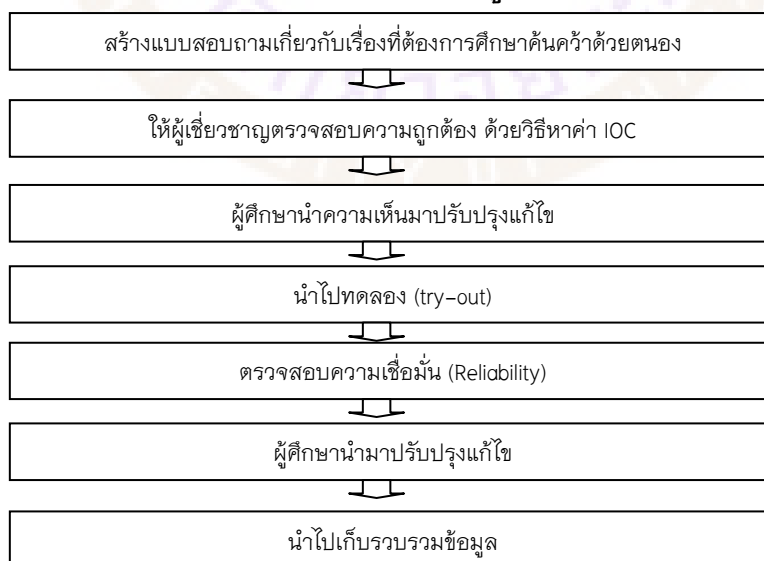 สร้างแบบสอบถามเกี่ยวกับเรื่องที่ต้องการศึกษาค้นคว้าด้วยตนอง
ให้ผู้เชี่ยวชาญตรวจสอบความถูกต้อง ด้วยวิธีหาค่า IOC
ผู้ศึกษานำความเห็นมาปรับปรุงแก้ไข
นำไปทดลอง (try-out)
ตรวจสอบความเชื่อมั่น (Reliability)
ผู้ศึกษานำมาปรับปรุงแก้ไข
นำไปเก็บรวบรวมข้อมูล